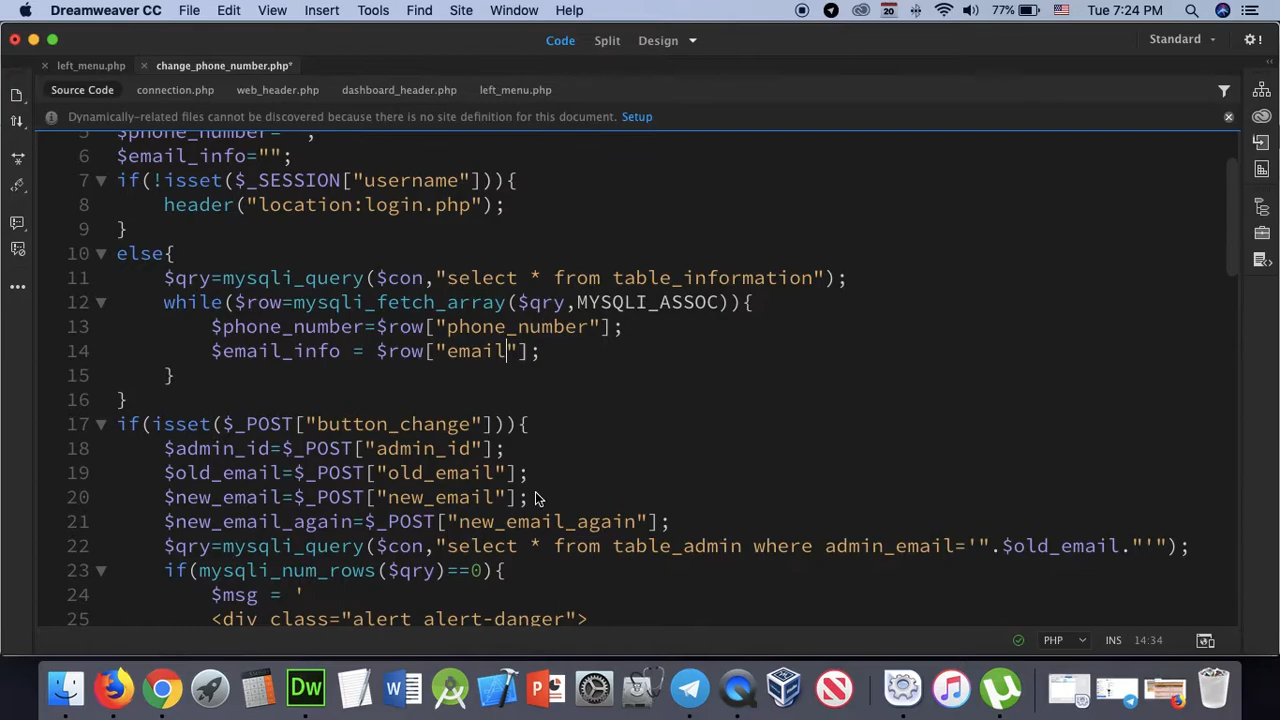 Dreamweaver CC File Edit View Insert Tools Find Site Window Help 20 77% Tue 7:24 PM
Code Split Design Standard
left_menu.php change_phone_number.php*
Source Code connection.php web_header.php dashboard_header.php left_menu.php
Dynamically-related files cannot be discovered because there is no site definition for this document. Setup
6 $email_info="";
7 if(!isset($_SESSION["username"])){
8 header("location:login.php");
9 }
10 else{
11 $qry=mysqli_query($con,"select * from table_information");
12 while($row=mysqli_fetch_array($qry,MYSQLI_ASSOC)){
13 $phone_number=$row["phone_number"];
14 $email_info = $row["email"];
15 }
16 }
17 if(isset($_POST["button_change"])){
18 $admin_id=$_POST["admin_id"];
19 $old_email=$_POST["old_email"];
20 $new_email=$_POST["new_email"];
21 $new_email_again=$_POST["new_email_again"];
22 $qry=mysqli_query($con,"select * from table_admin where admin_email='".$old_email."'");
23 if(mysqli_num_rows($qry)==0){
24 $msg = '
25 <div class="alert alert-danger">
PHP INS 14:34
Dw W P